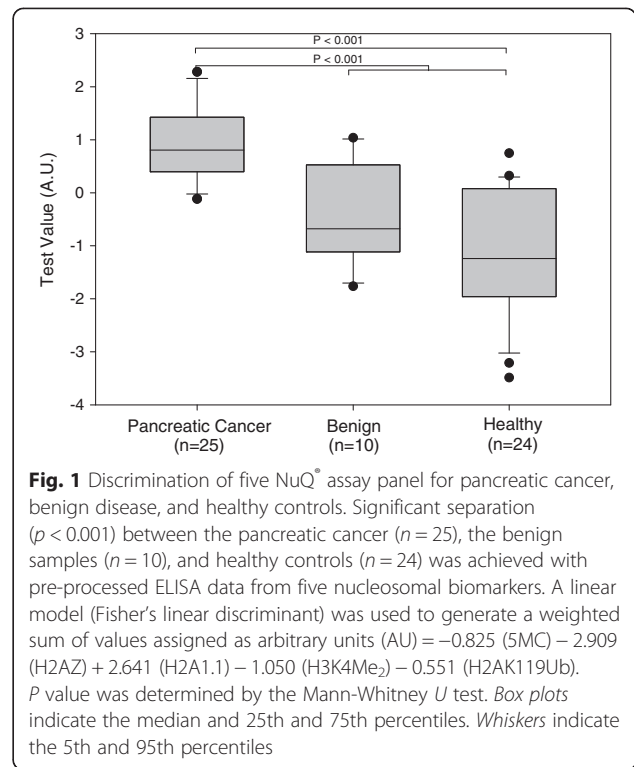 3
P < 0.001
P < 0.001
2
1
0
-1
-2
-3
-4
Test Value (A.U.)
Pancreatic Cancer Benign Healthy
(n=25) (n=10) (n=24)
Fig. 1 Discrimination of five NuQ® assay panel for pancreatic cancer,
benign disease, and healthy controls. Significant separation
(p < 0.001) between the pancreatic cancer (n = 25), the benign
samples (n = 10), and healthy controls (n = 24) was achieved with
pre-processed ELISA data from five nucleosomal biomarkers. A linear
model (Fisher's linear discriminant) was used to generate a weighted
sum of values assigned as arbitrary units (AU) = −0.825 (5MC) − 2.909
(H2AZ) + 2.641 (H2A1.1) − 1.050 (H3K4Me₂) − 0.551 (H2AK119Ub).
P value was determined by the Mann-Whitney U test. Box plots
indicate the median and 25th and 75th percentiles. Whiskers indicate
the 5th and 95th percentiles